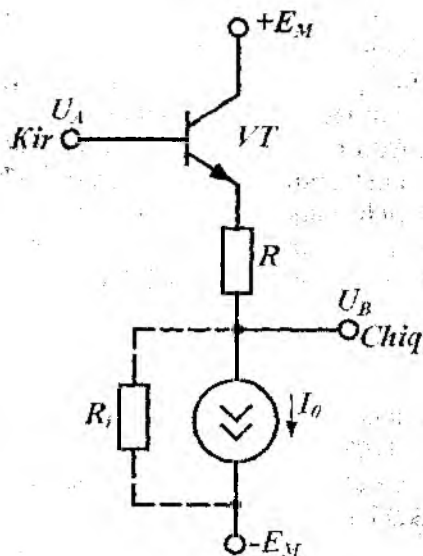 +E_M
U_A
Kir
VT
R
U_B
Chiq
R_i
I_0
-E_M